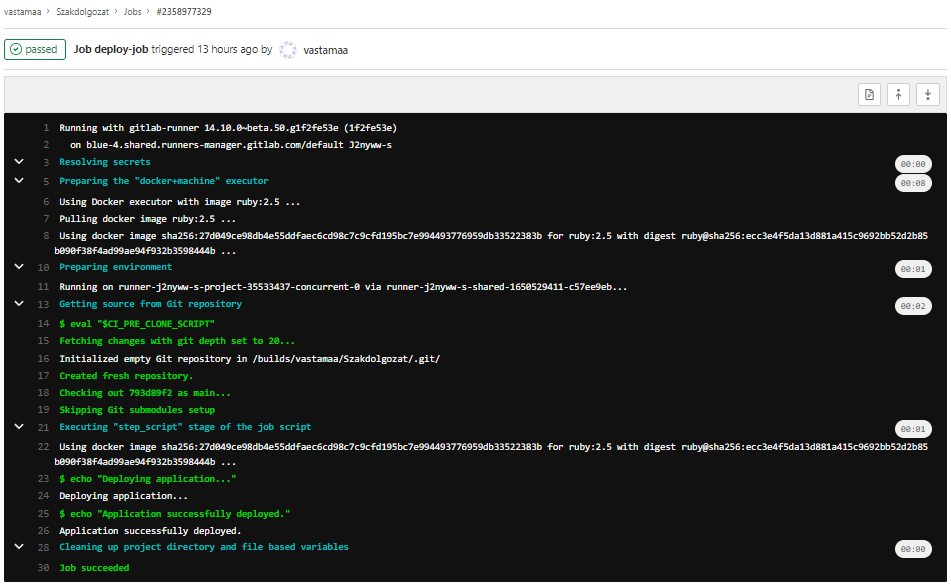 vastamaa > Szakdolgozat > Jobs > #2358977329
passed Job deploy-job triggered 13 hours ago by vastamaa
1 Running with gitlab-runner 14.10.0~beta.50.g1f2fe53e (1f2fe53e)
2 on blue-4.shared.runners-manager.gitlab.com/default J2nyww-s
3 Resolving secrets 00:00
5 Preparing the "docker+machine" executor 00:08
6 Using Docker executor with image ruby:2.5 ...
7 Pulling docker image ruby:2.5 ...
8 Using docker image sha256:27d049ce98db4e55ddfaec6cd98c7c9cfd195bc7e994493776959db33522383b for ruby:2.5 with digest ruby@sha256:ecc3e4f5da13d881a415c9692bb52d2b85
b090f38f4ad99ae94f932b3598444b ...
10 Preparing environment 00:01
11 Running on runner-j2nyww-s-project-35533437-concurrent-0 via runner-j2nyww-s-shared-1650529411-c57ee9eb...
13 Getting source from Git repository 00:02
14 $ eval "$CI_PRE_CLONE_SCRIPT"
15 Fetching changes with git depth set to 20...
16 Initialized empty Git repository in /builds/vastamaa/Szakdolgozat/.git/
17 Created fresh repository.
18 Checking out 793d89f2 as main...
19 Skipping Git submodules setup
21 Executing "step_script" stage of the job script 00:01
22 Using docker image sha256:27d049ce98db4e55ddfaec6cd98c7c9cfd195bc7e994493776959db33522383b for ruby:2.5 with digest ruby@sha256:ecc3e4f5da13d881a415c9692bb52d2b85
b090f38f4ad99ae94f932b3598444b ...
23 $ echo "Deploying application..."
24 Deploying application...
25 $ echo "Application successfully deployed."
26 Application successfully deployed.
28 Cleaning up project directory and file based variables 00:00
30 Job succeeded